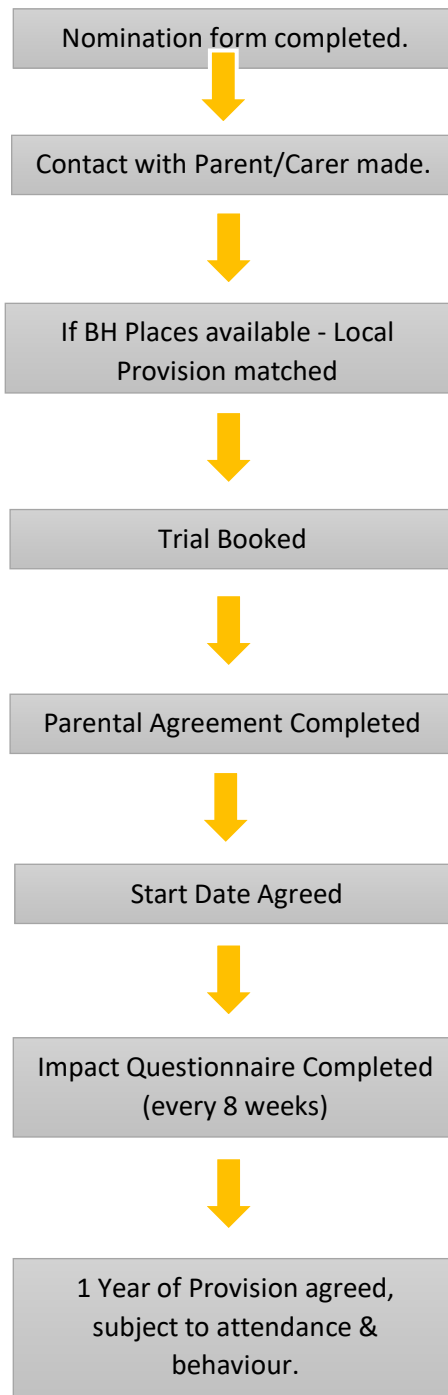 Nomination form completed.
Contact with Parent/Carer made.
If BH Places available - Local
Provision matched
Trial Booked
Parental Agreement Completed
Start Date Agreed
Impact Questionnaire Completed
(every 8 weeks)
1 Year of Provision agreed,
subject to attendance &
behaviour.